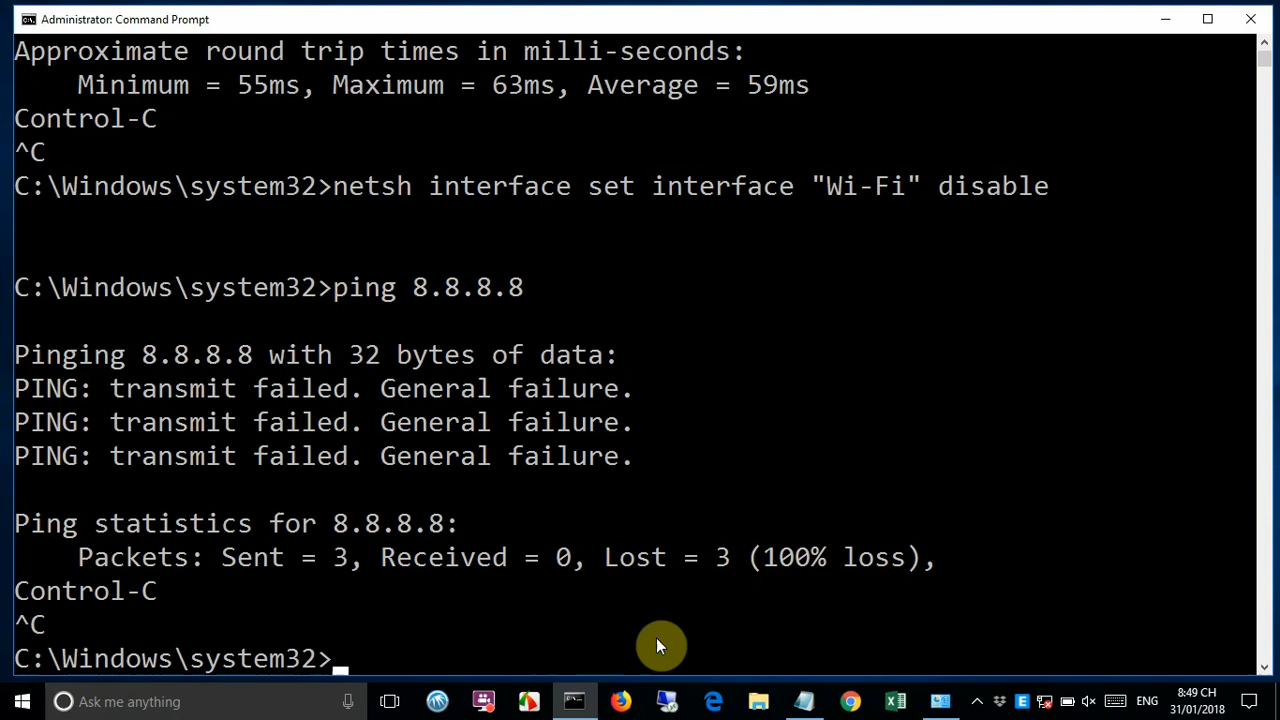 Administrator: Command Prompt
Approximate round trip times in milli-seconds:
    Minimum = 55ms, Maximum = 63ms, Average = 59ms
Control-C
^C
C:\Windows\system32>netsh interface set interface "Wi-Fi" disable
C:\Windows\system32>ping 8.8.8.8
Pinging 8.8.8.8 with 32 bytes of data:
PING: transmit failed. General failure.
PING: transmit failed. General failure.
PING: transmit failed. General failure.
Ping statistics for 8.8.8.8:
    Packets: Sent = 3, Received = 0, Lost = 3 (100% loss),
Control-C
^C
C:\Windows\system32>
Ask me anything
ENG
8:49 CH
31/01/2018